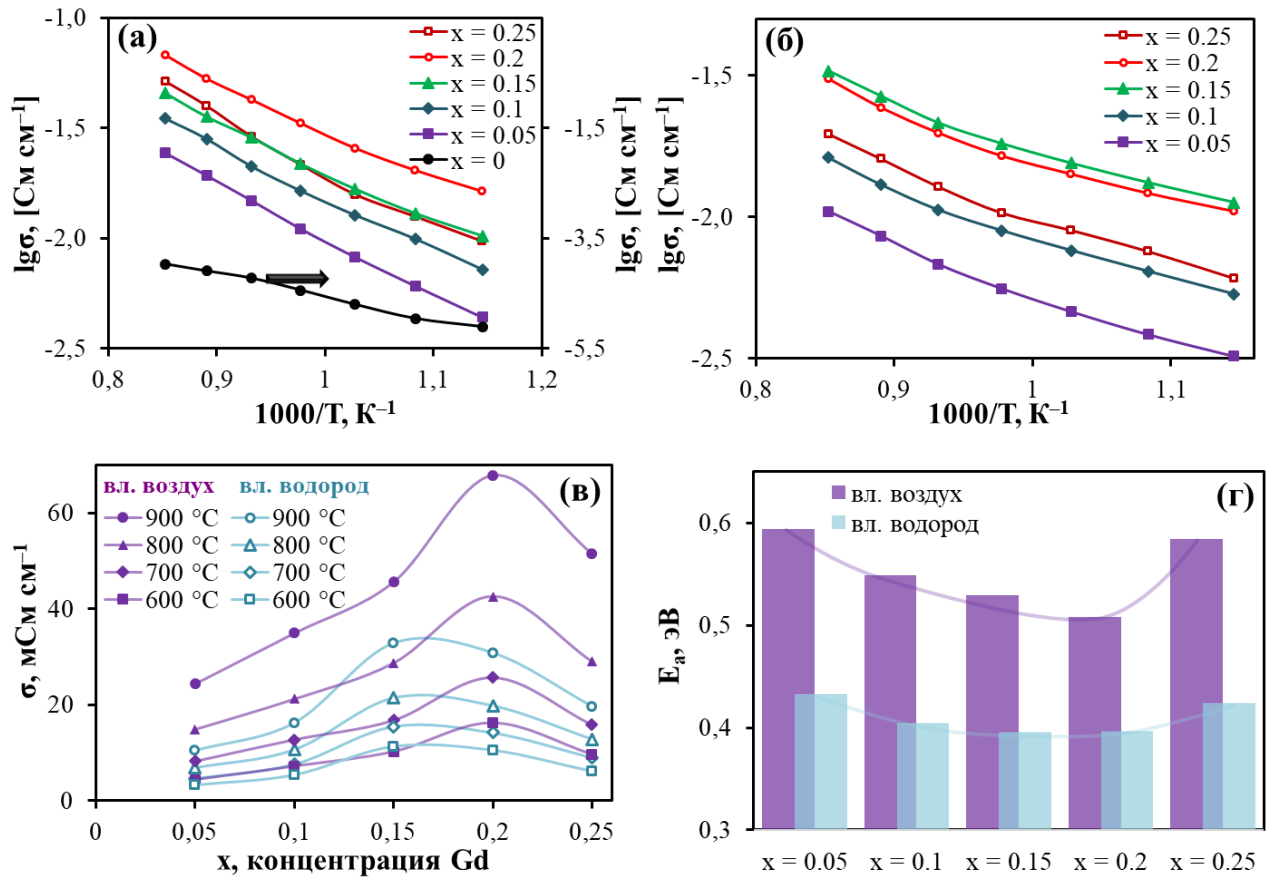 (а)
-1,0
-1,5
-2,0
-2,5
lgσ, [См см⁻¹]
x = 0.25
x = 0.2
x = 0.15
x = 0.1
x = 0.05
x = 0
-1,5
-3,5
-5,5
lgσ, [См см⁻¹]
0,8 0,9 1 1,1 1,2
1000/T, К⁻¹
(б)
-1,5
-2,0
-2,5
lgσ, [См см⁻¹]
x = 0.25
x = 0.2
x = 0.15
x = 0.1
x = 0.05
0,8 0,9 1 1,1
1000/T, К⁻¹
(в)
вл. воздух вл. водород
900 °C 900 °C
800 °C 800 °C
700 °C 700 °C
600 °C 600 °C
60
40
20
0
σ, мСм см⁻¹
0 0,05 0,1 0,15 0,2 0,25
x, концентрация Gd
(г)
вл. воздух
вл. водород
0,6
0,5
0,4
0,3
Eₐ, эВ
x = 0.05 x = 0.1 x = 0.15 x = 0.2 x = 0.25